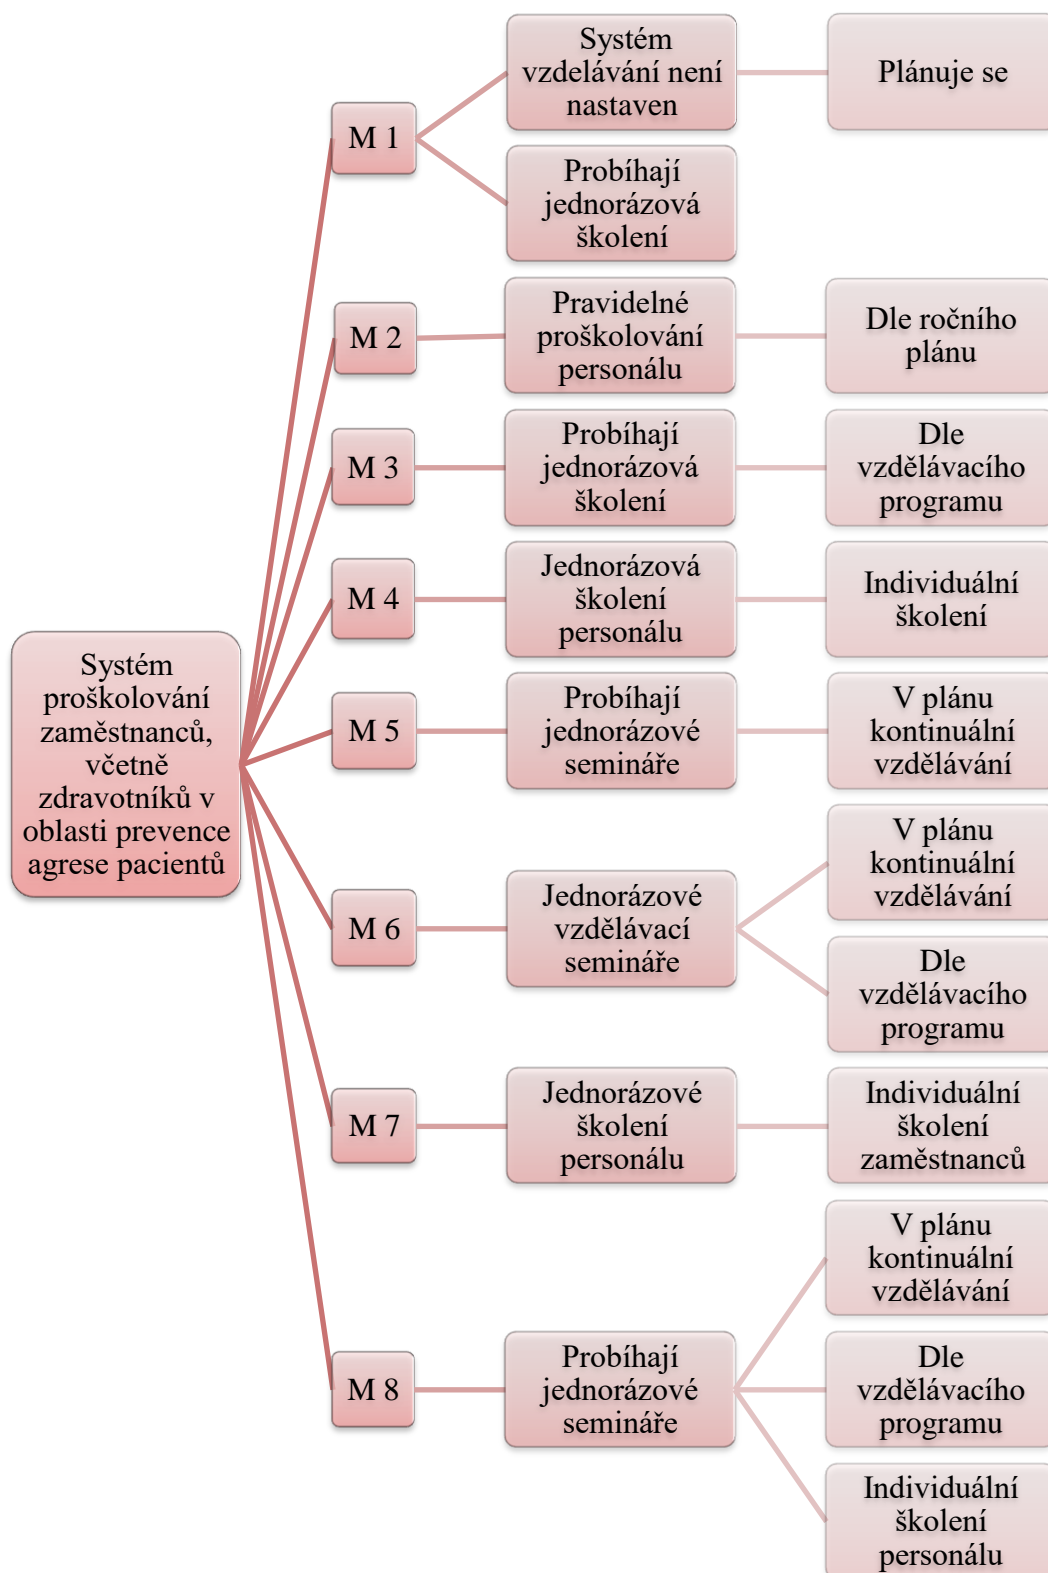 Systém
proškolování
zaměstnanců,
včetně
zdravotníků v
oblasti prevence
agrese pacientů
M 1
Systém
vzdelávání není
nastaven
Plánuje se
Probíhají
jednorázová
školení
M 2
Pravidelné
proškolování
personálu
Dle ročního
plánu
M 3
Probíhají
jednorázová
školení
Dle
vzdělávacího
programu
M 4
Jednorázová
školení
personálu
Individuální
školení
M 5
Probíhají
jednorázové
semináře
V plánu
kontinuální
vzdělávání
M 6
Jednorázové
vzdělávací
semináře
V plánu
kontinuální
vzdělávání
Dle
vzdělávacího
programu
M 7
Jednorázové
školení
personálu
Individuální
školení
zaměstnanců
M 8
Probíhají
jednorázové
semináře
V plánu
kontinuální
vzdělávání
Dle
vzdělávacího
programu
Individuální
školení
personálu